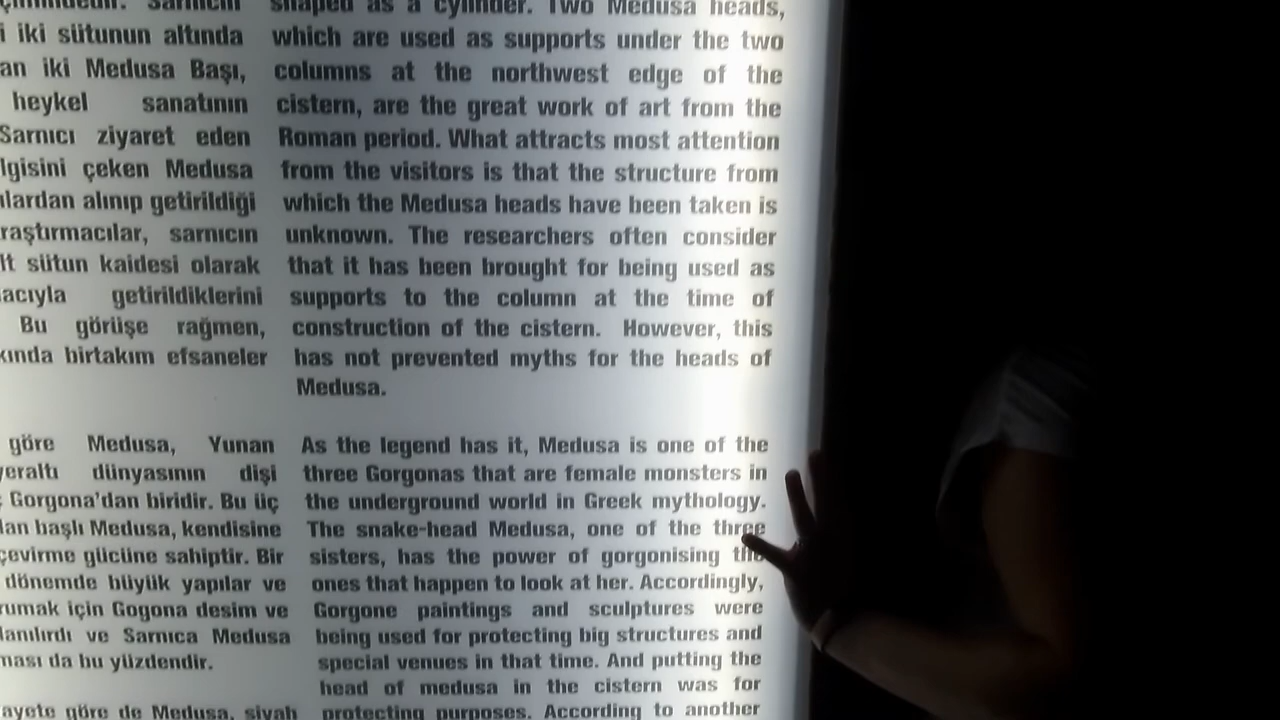 sarnıcın
i iki sütunun altında
an iki Medusa Başı,
heykel sanatının
Sarnıcı ziyaret eden
lgisini çeken Medusa
ılardan alınıp getirildiği
raştırmacılar, sarnıcın
lt sütun kaidesi olarak
acıyla getirildiklerini
Bu görüşe rağmen,
kında birtakım efsaneler
göre Medusa, Yunan
yeraltı dünyasının dişi
Gorgona'dan biridir. Bu üç
lan başlı Medusa, kendisine
çevirme gücüne sahiptir. Bir
dönemde büyük yapılar ve
rumak için Gogona desim ve
lanılırdı ve Sarnıca Medusa
ması da bu yüzdendir.
ayete göre de Medusa, siyah
shaped as a cylinder. Two Medusa heads,
which are used as supports under the two
columns at the northwest edge of the
cistern, are the great work of art from the
Roman period. What attracts most attention
from the visitors is that the structure from
which the Medusa heads have been taken is
unknown. The researchers often consider
that it has been brought for being used as
supports to the column at the time of
construction of the cistern. However, this
has not prevented myths for the heads of
Medusa.
As the legend has it, Medusa is one of the
three Gorgonas that are female monsters in
the underground world in Greek mythology.
The snake-head Medusa, one of the three
sisters, has the power of gorgonising the
ones that happen to look at her. Accordingly,
Gorgone paintings and sculptures were
being used for protecting big structures and
special venues in that time. And putting the
head of medusa in the cistern was for
protecting purposes. According to another